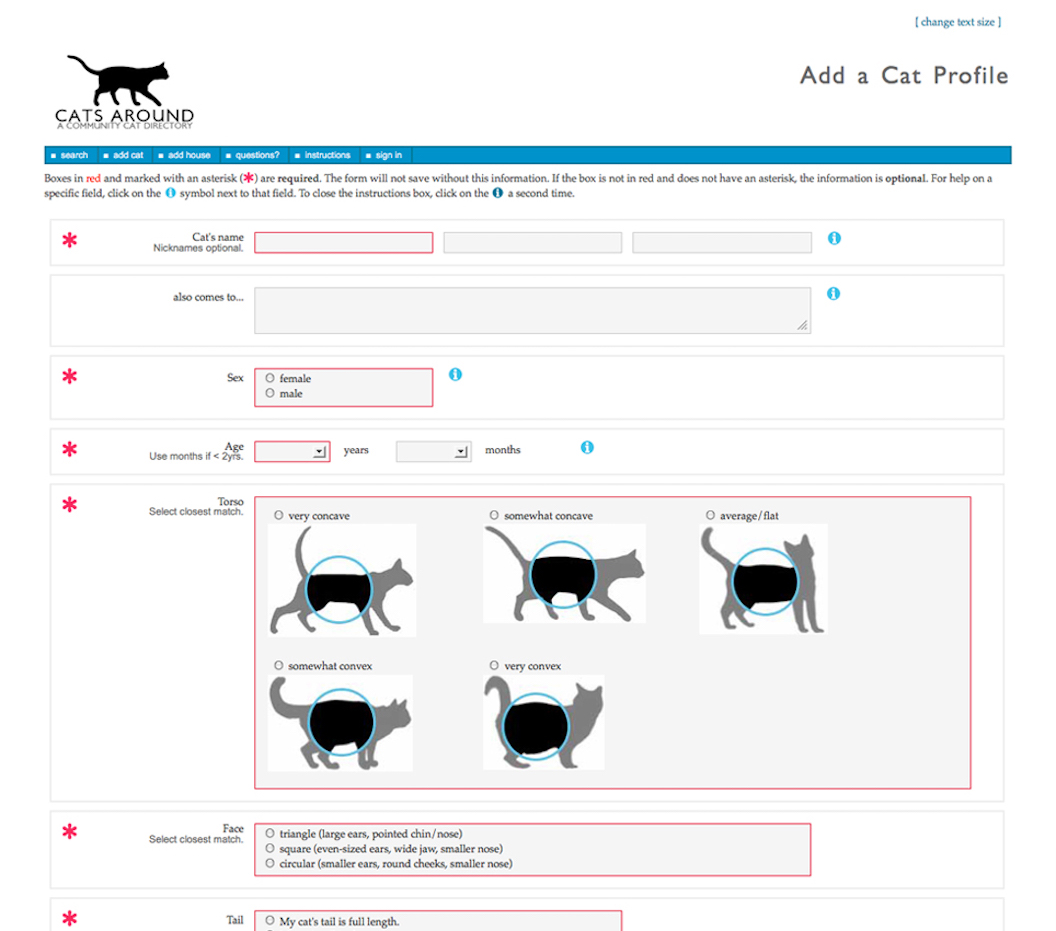 [ change text size ]
Add a Cat Profile
CATS AROUND
A COMMUNITY CAT DIRECTORY
search add cat add house questions? instructions sign in
Boxes in red and marked with an asterisk (*) are required. The form will not save without this information. If the box is not in red and does not have an asterisk, the information is optional. For help on a
specific field, click on the i symbol next to that field. To close the instructions box, click on the i a second time.
* Cat's name i
Nicknames optional.
also comes to... i
* Sex i
female
male
* Age years months i
Use months if < 2yrs.
* Torso
Select closest match.
very concave somewhat concave average/flat
somewhat convex very convex
* Face
Select closest match.
triangle (large ears, pointed chin/nose)
square (even-sized ears, wide jaw, smaller nose)
circular (smaller ears, round cheeks, smaller nose)
* Tail My cat's tail is full length.